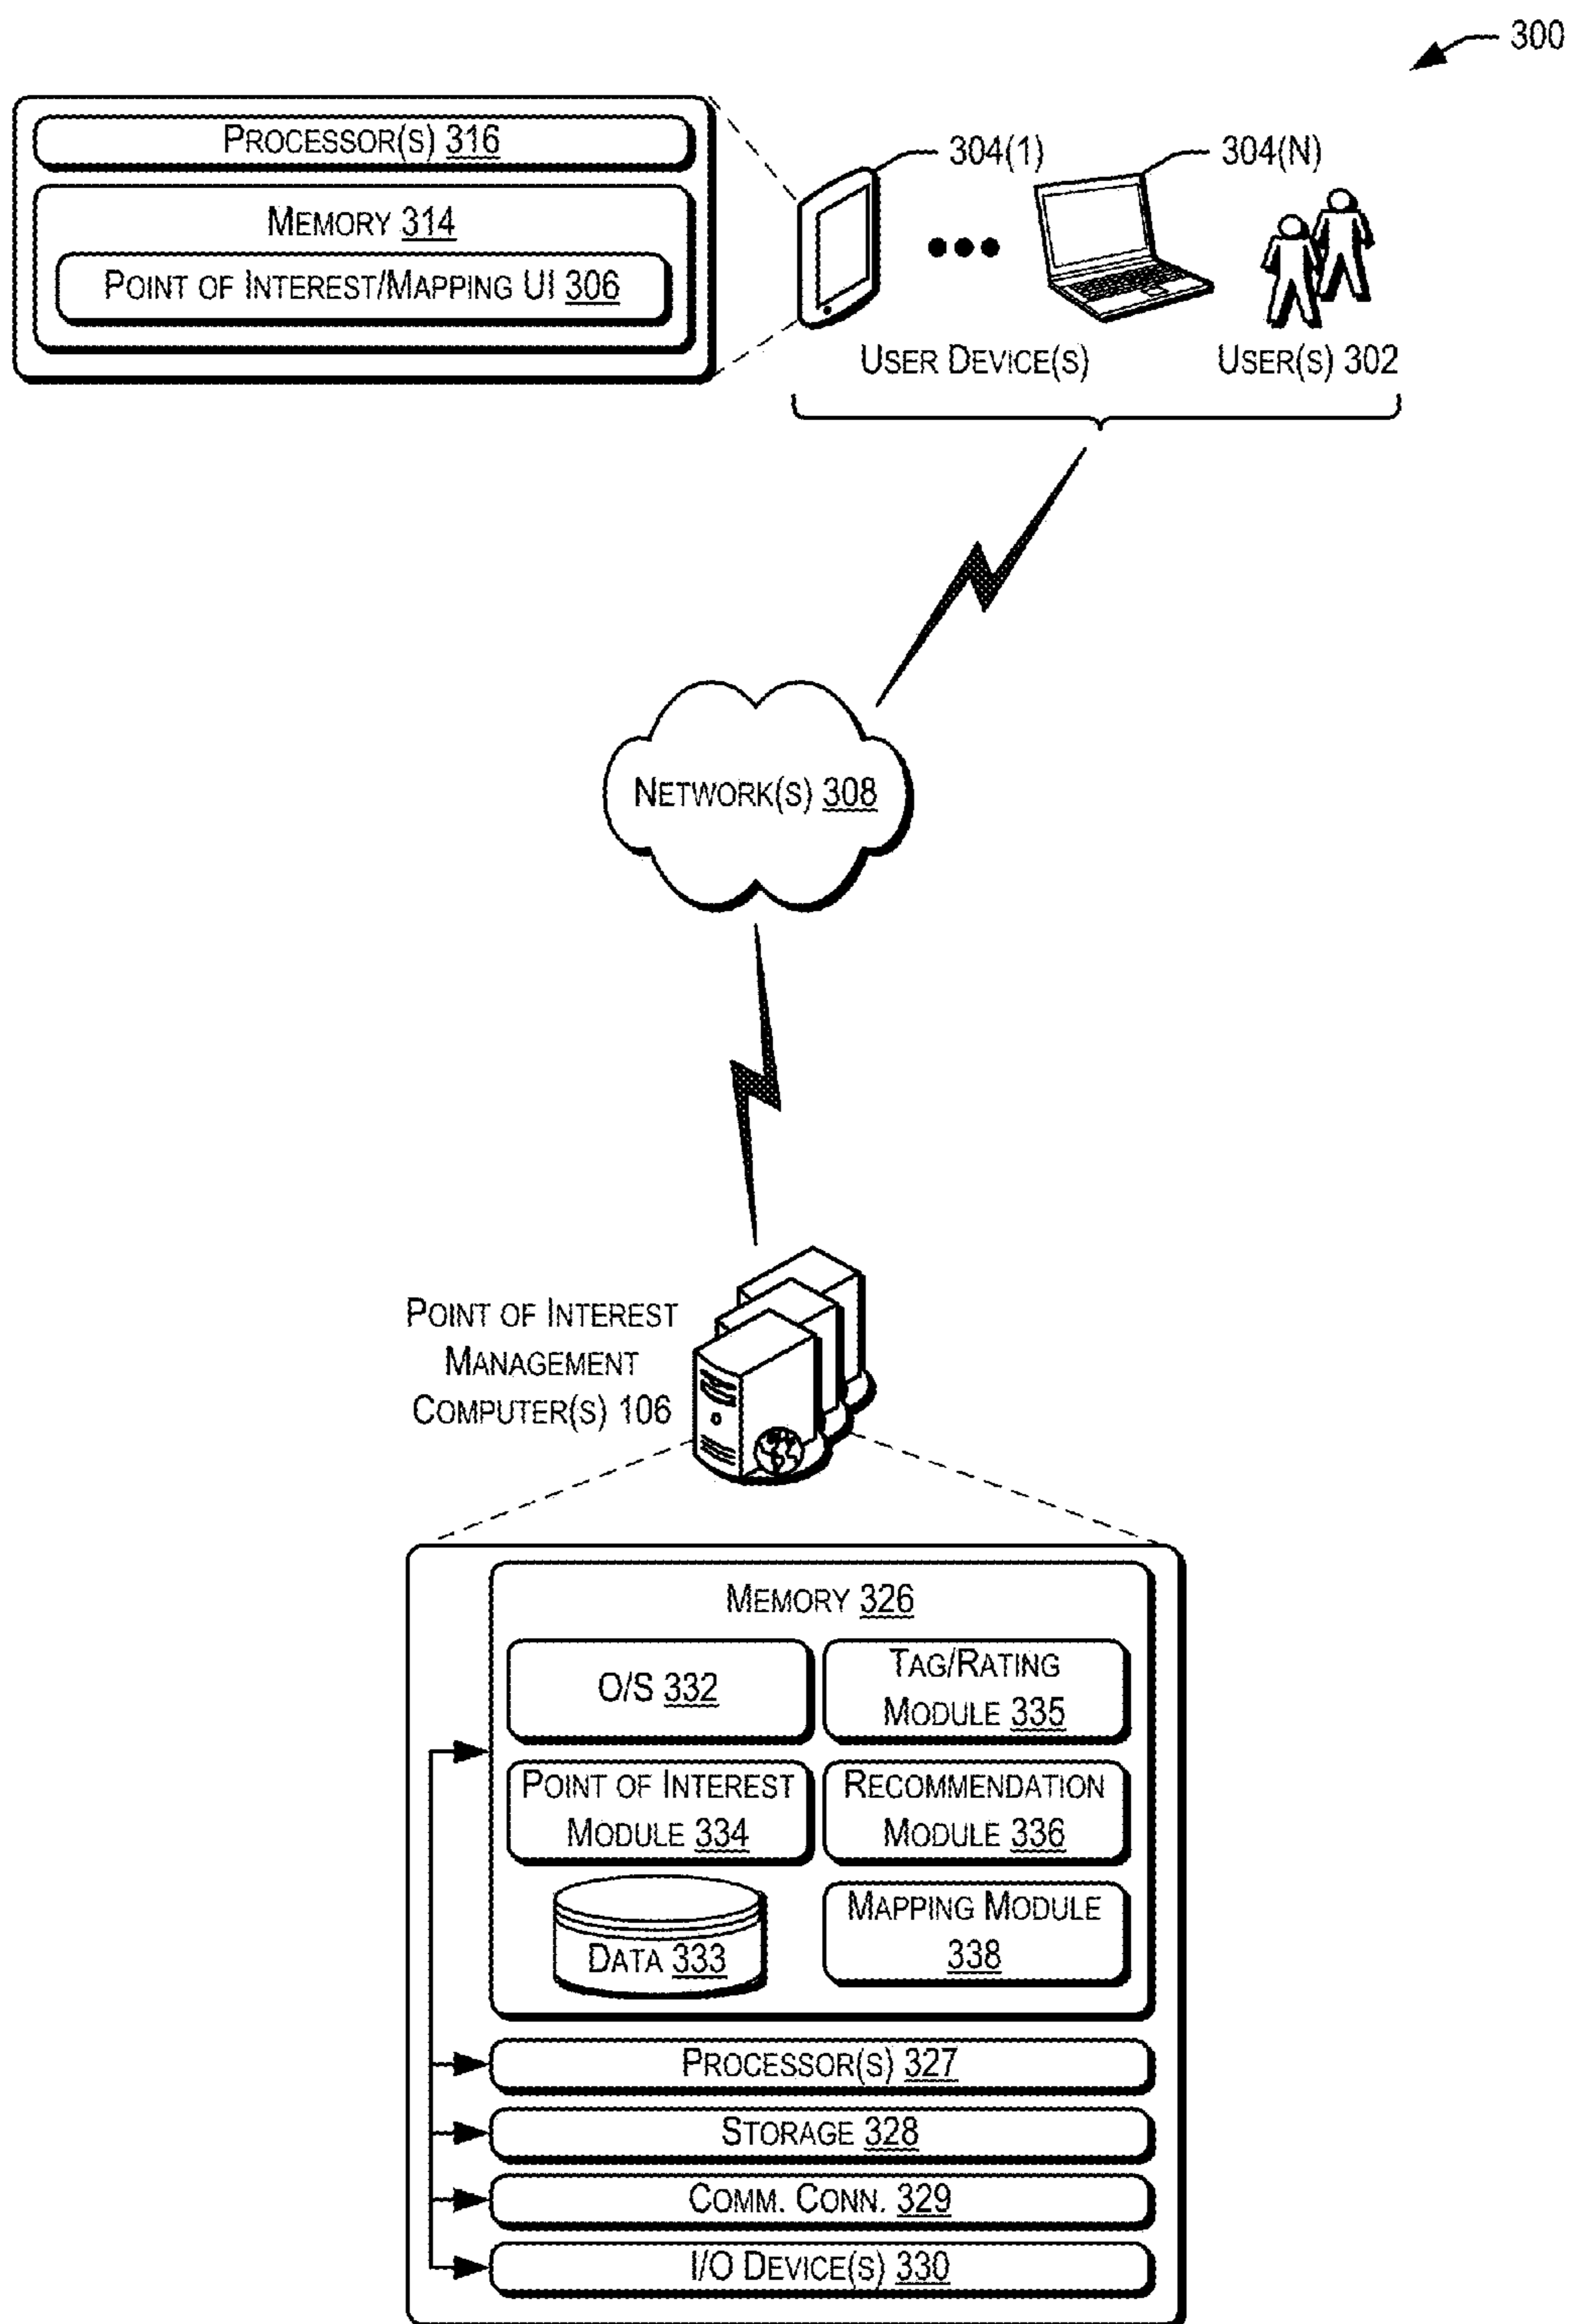 300
PROCESSOR(S) 316
MEMORY 314
POINT OF INTEREST/MAPPING UI 306
304(1)
304(N)
USER DEVICE(S)
USER(S) 302
NETWORK(S) 308
POINT OF INTEREST
MANAGEMENT
COMPUTER(S) 106
MEMORY 326
O/S 332
TAG/RATING
MODULE 335
POINT OF INTEREST
MODULE 334
RECOMMENDATION
MODULE 336
DATA 333
MAPPING MODULE
338
PROCESSOR(S) 327
STORAGE 328
COMM. CONN. 329
I/O DEVICE(S) 330